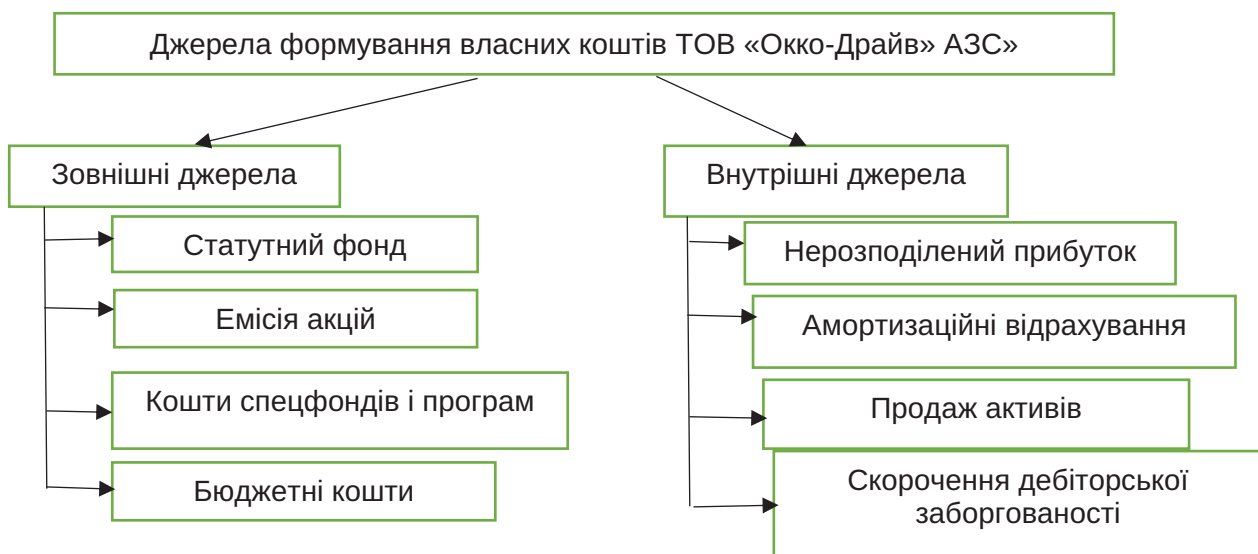 Джерела формування власних коштів ТОВ «Окко-Драйв» АЗС»
Зовнішні джерела
Статутний фонд
Емісія акцій
Кошти спецфондів і програм
Бюджетні кошти
Внутрішні джерела
Нерозподілений прибуток
Амортизаційні відрахування
Продаж активів
Скорочення дебіторської
заборгованості